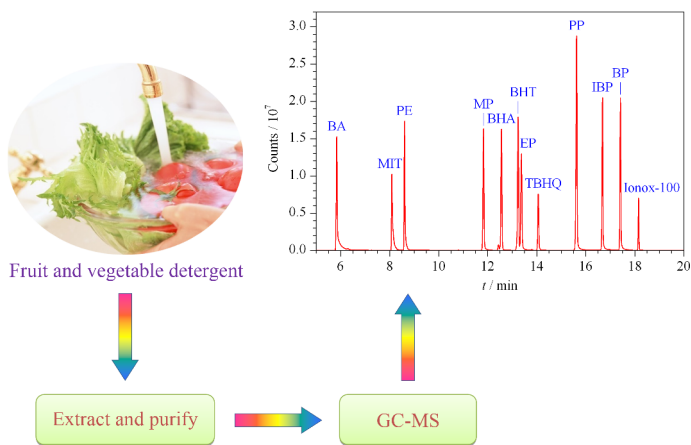 Fruit and vegetable detergent
Extract and purify
GC-MS
Counts / 10⁷
3.0
2.5
2.0
1.5
1.0
0.5
0.0
BA
MIT
PE
MP
BHA
BHT
EP
TBHQ
PP
IBP
BP
Ionox-100
6 8 10 12 14 16 18 20
t / min